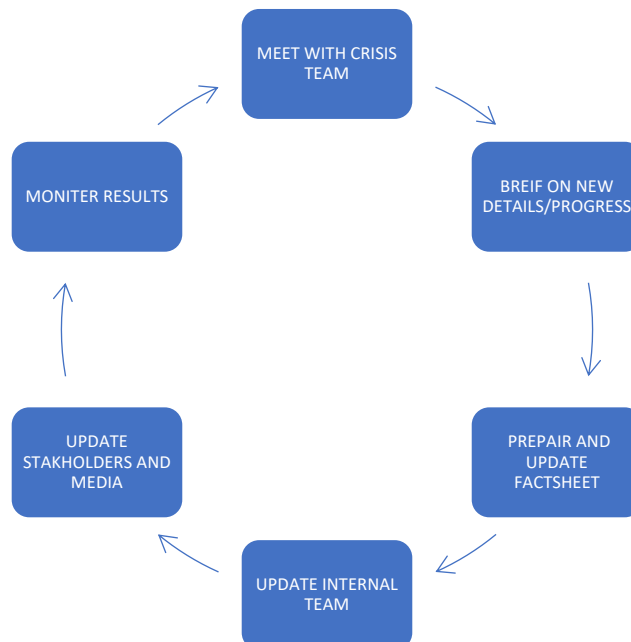 MEET WITH CRISIS
TEAM
BREIF ON NEW
DETAILS/PROGRESS
PREPAIR AND
UPDATE
FACTSHEET
UPDATE INTERNAL
TEAM
UPDATE
STAKHOLDERS AND
MEDIA
MONITER RESULTS